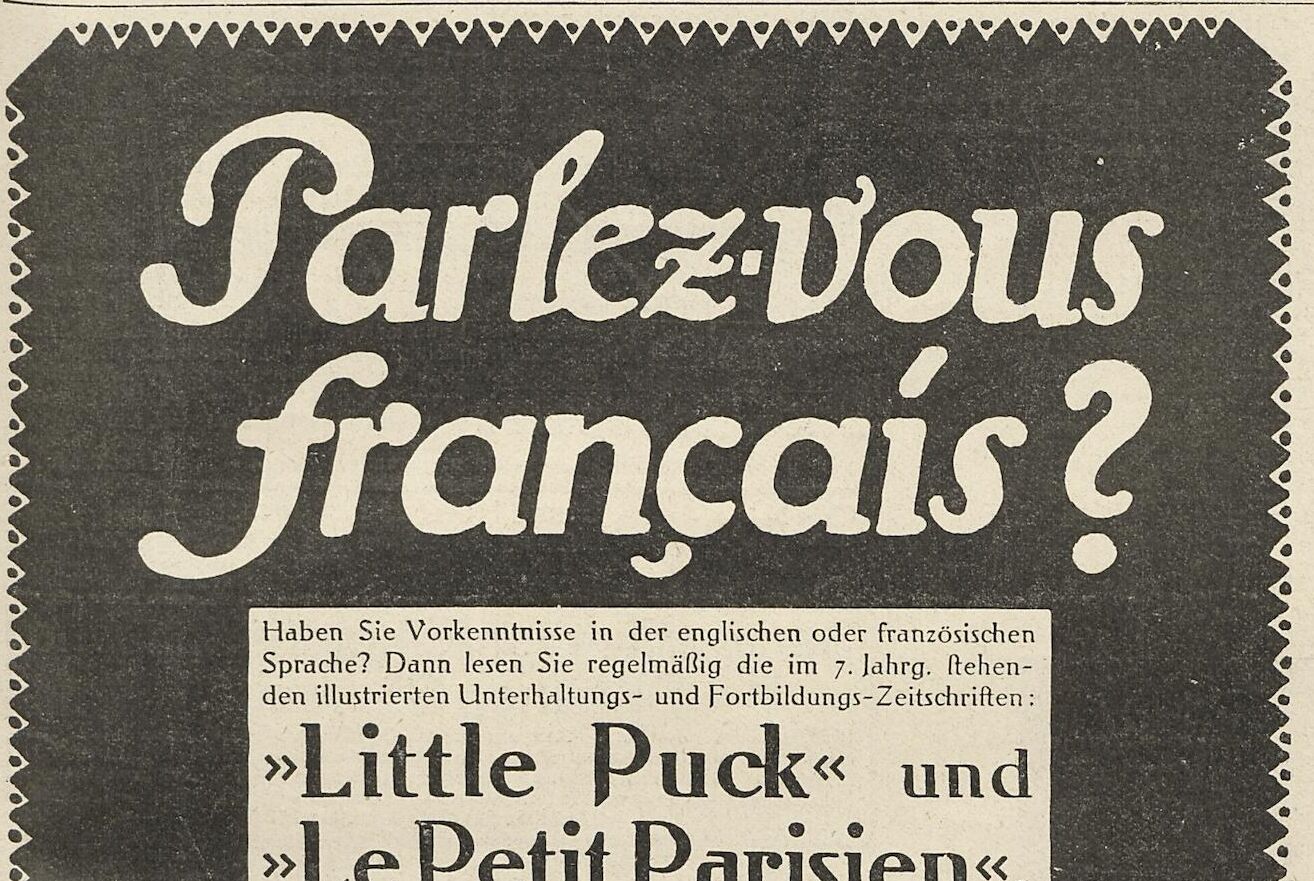 Parlez-vous
français?
Haben Sie Vorkenntnisse in der englischen oder französischen
Sprache? Dann lesen Sie regelmäßig die im 7. Jahrg. stehen-
den illustrierten Unterhaltungs- und Fortbildungs-Zeitschriften:
»Little Puck« und
»Le Petit Parisien«